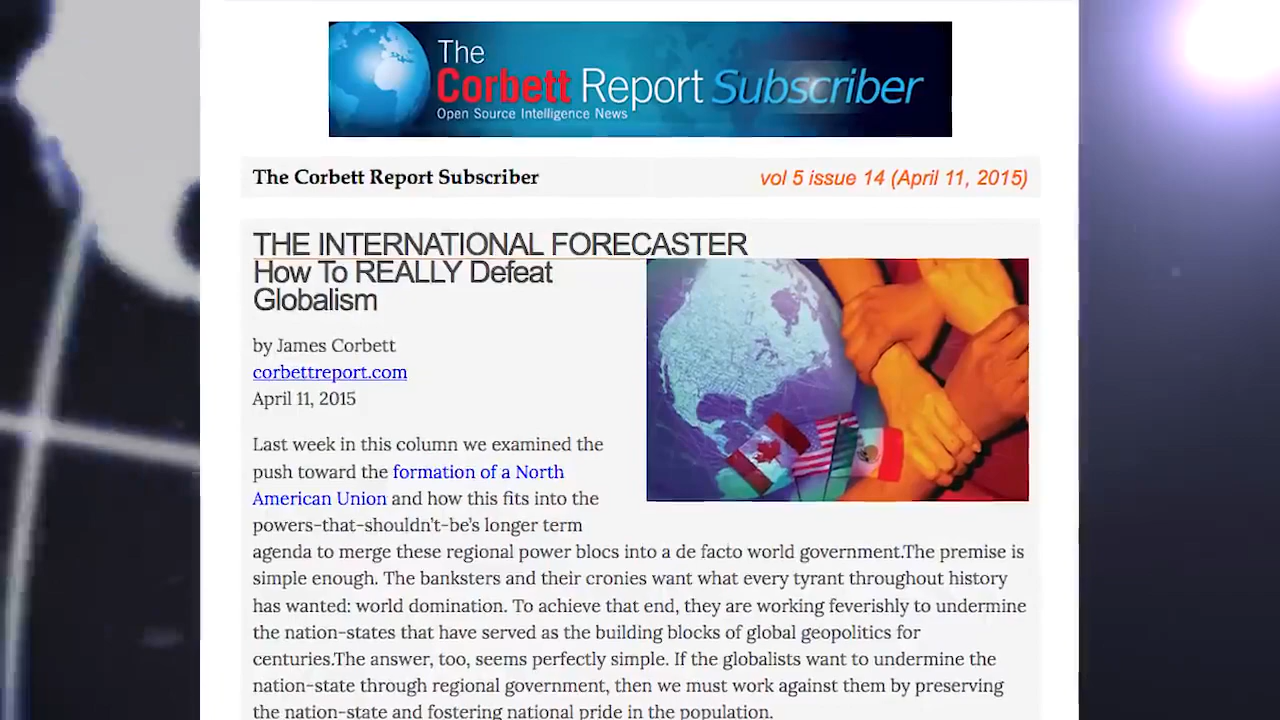 The
Corbett Report Subscriber
Open Source Intelligence News
The Corbett Report Subscriber
vol 5 issue 14 (April 11, 2015)
THE INTERNATIONAL FORECASTER
How To REALLY Defeat
Globalism
by James Corbett
corbettreport.com
April 11, 2015
Last week in this column we examined the
push toward the formation of a North
American Union and how this fits into the
powers-that-shouldn't-be's longer term
agenda to merge these regional power blocs into a de facto world government.The premise is
simple enough. The banksters and their cronies want what every tyrant throughout history
has wanted: world domination. To achieve that end, they are working feverishly to undermine
the nation-states that have served as the building blocks of global geopolitics for
centuries.The answer, too, seems perfectly simple. If the globalists want to undermine the
nation-state through regional government, then we must work against them by preserving
the nation-state and fostering national pride in the population.